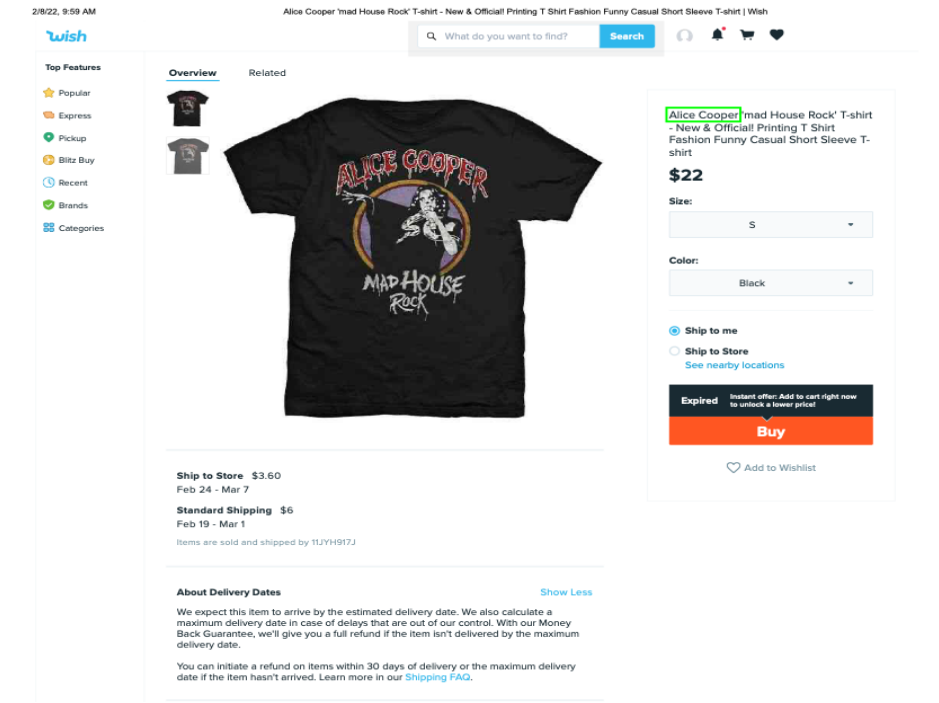 2/8/22, 9:59 AM
Alice Cooper 'mad House Rock' T-shirt - New & Official! Printing T Shirt Fashion Funny Casual Short Sleeve T-shirt | Wish
wish
What do you want to find?
Search
Top Features
Popular
Express
Pickup
Blitz Buy
Recent
Brands
Categories
Overview
Related
ALICE COOPER
MAD HOUSE
ROCK
Alice Cooper 'mad House Rock' T-shirt
- New & Official! Printing T Shirt
Fashion Funny Casual Short Sleeve T-
shirt
$22
Size:
S
Color:
Black
Ship to me
Ship to Store
See nearby locations
Expired
Instant offer: Add to cart right now
to unlock a lower price!
Buy
Add to Wishlist
Ship to Store $3.60
Feb 24 - Mar 7
Standard Shipping $6
Feb 19 - Mar 1
Items are sold and shipped by 11JYH917J
About Delivery Dates
Show Less
We expect this item to arrive by the estimated delivery date. We also calculate a
maximum delivery date in case of delays that are out of our control. With our Money
Back Guarantee, we'll give you a full refund if the item isn't delivered by the maximum
delivery date.
You can initiate a refund on items within 30 days of delivery or the maximum delivery
date if the item hasn't arrived. Learn more in our Shipping FAQ.